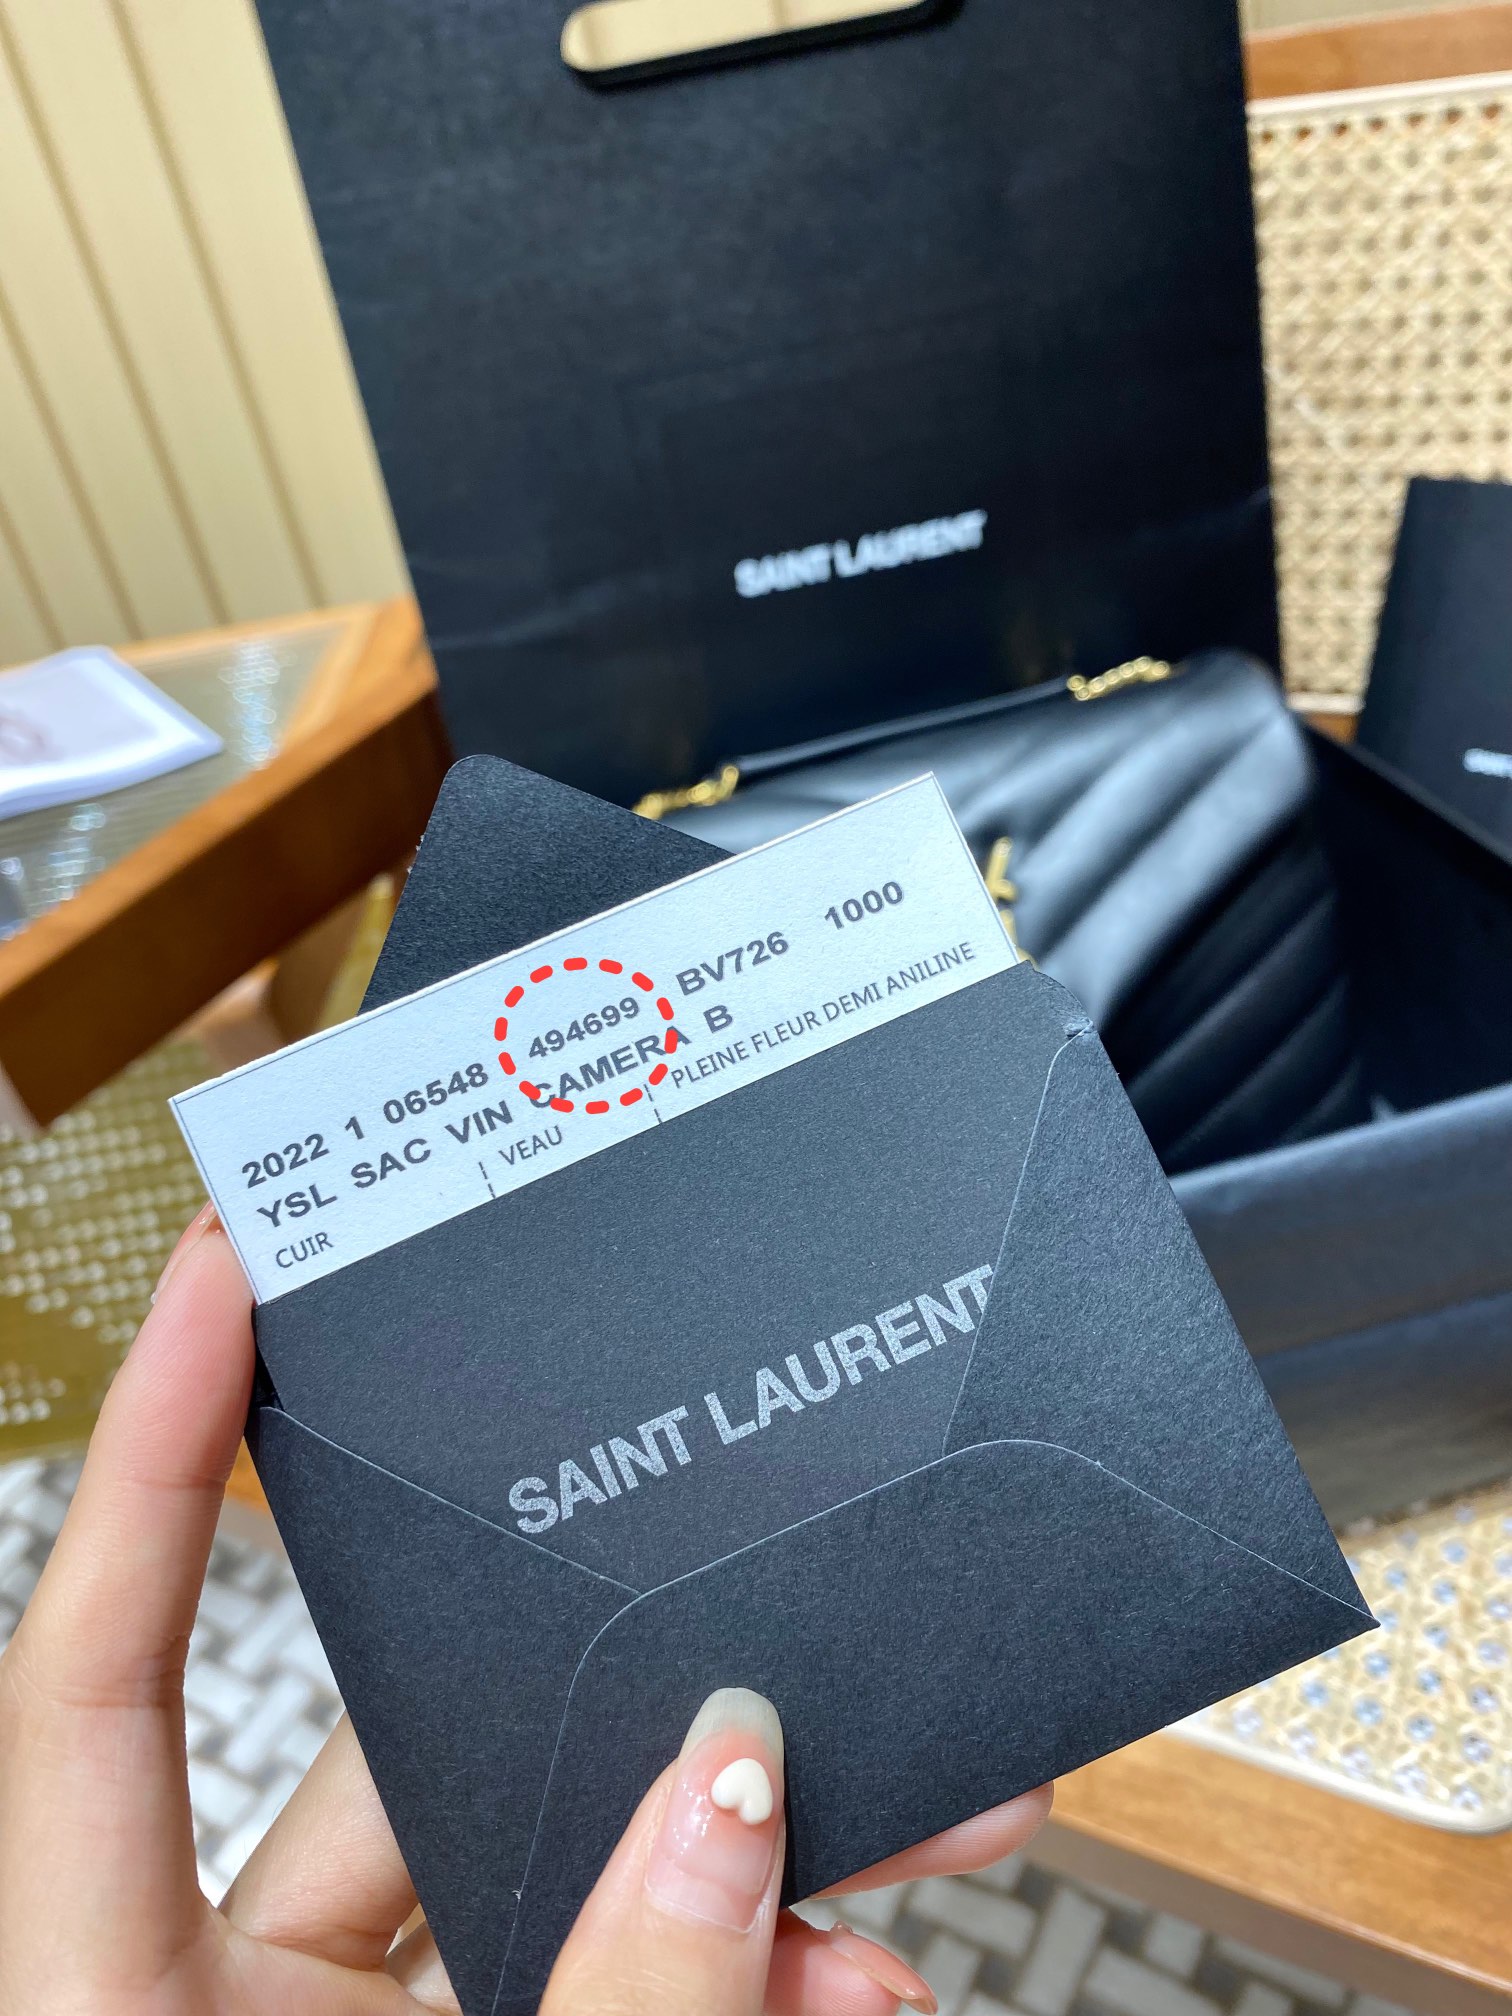 SAINT LAURENT
2022 1 06548 494699 BV726 1000
YSL SAC VIN CAMERA B
CUIR VEAU PLEINE FLEUR DEMI ANILINE
SAINT LAURENT